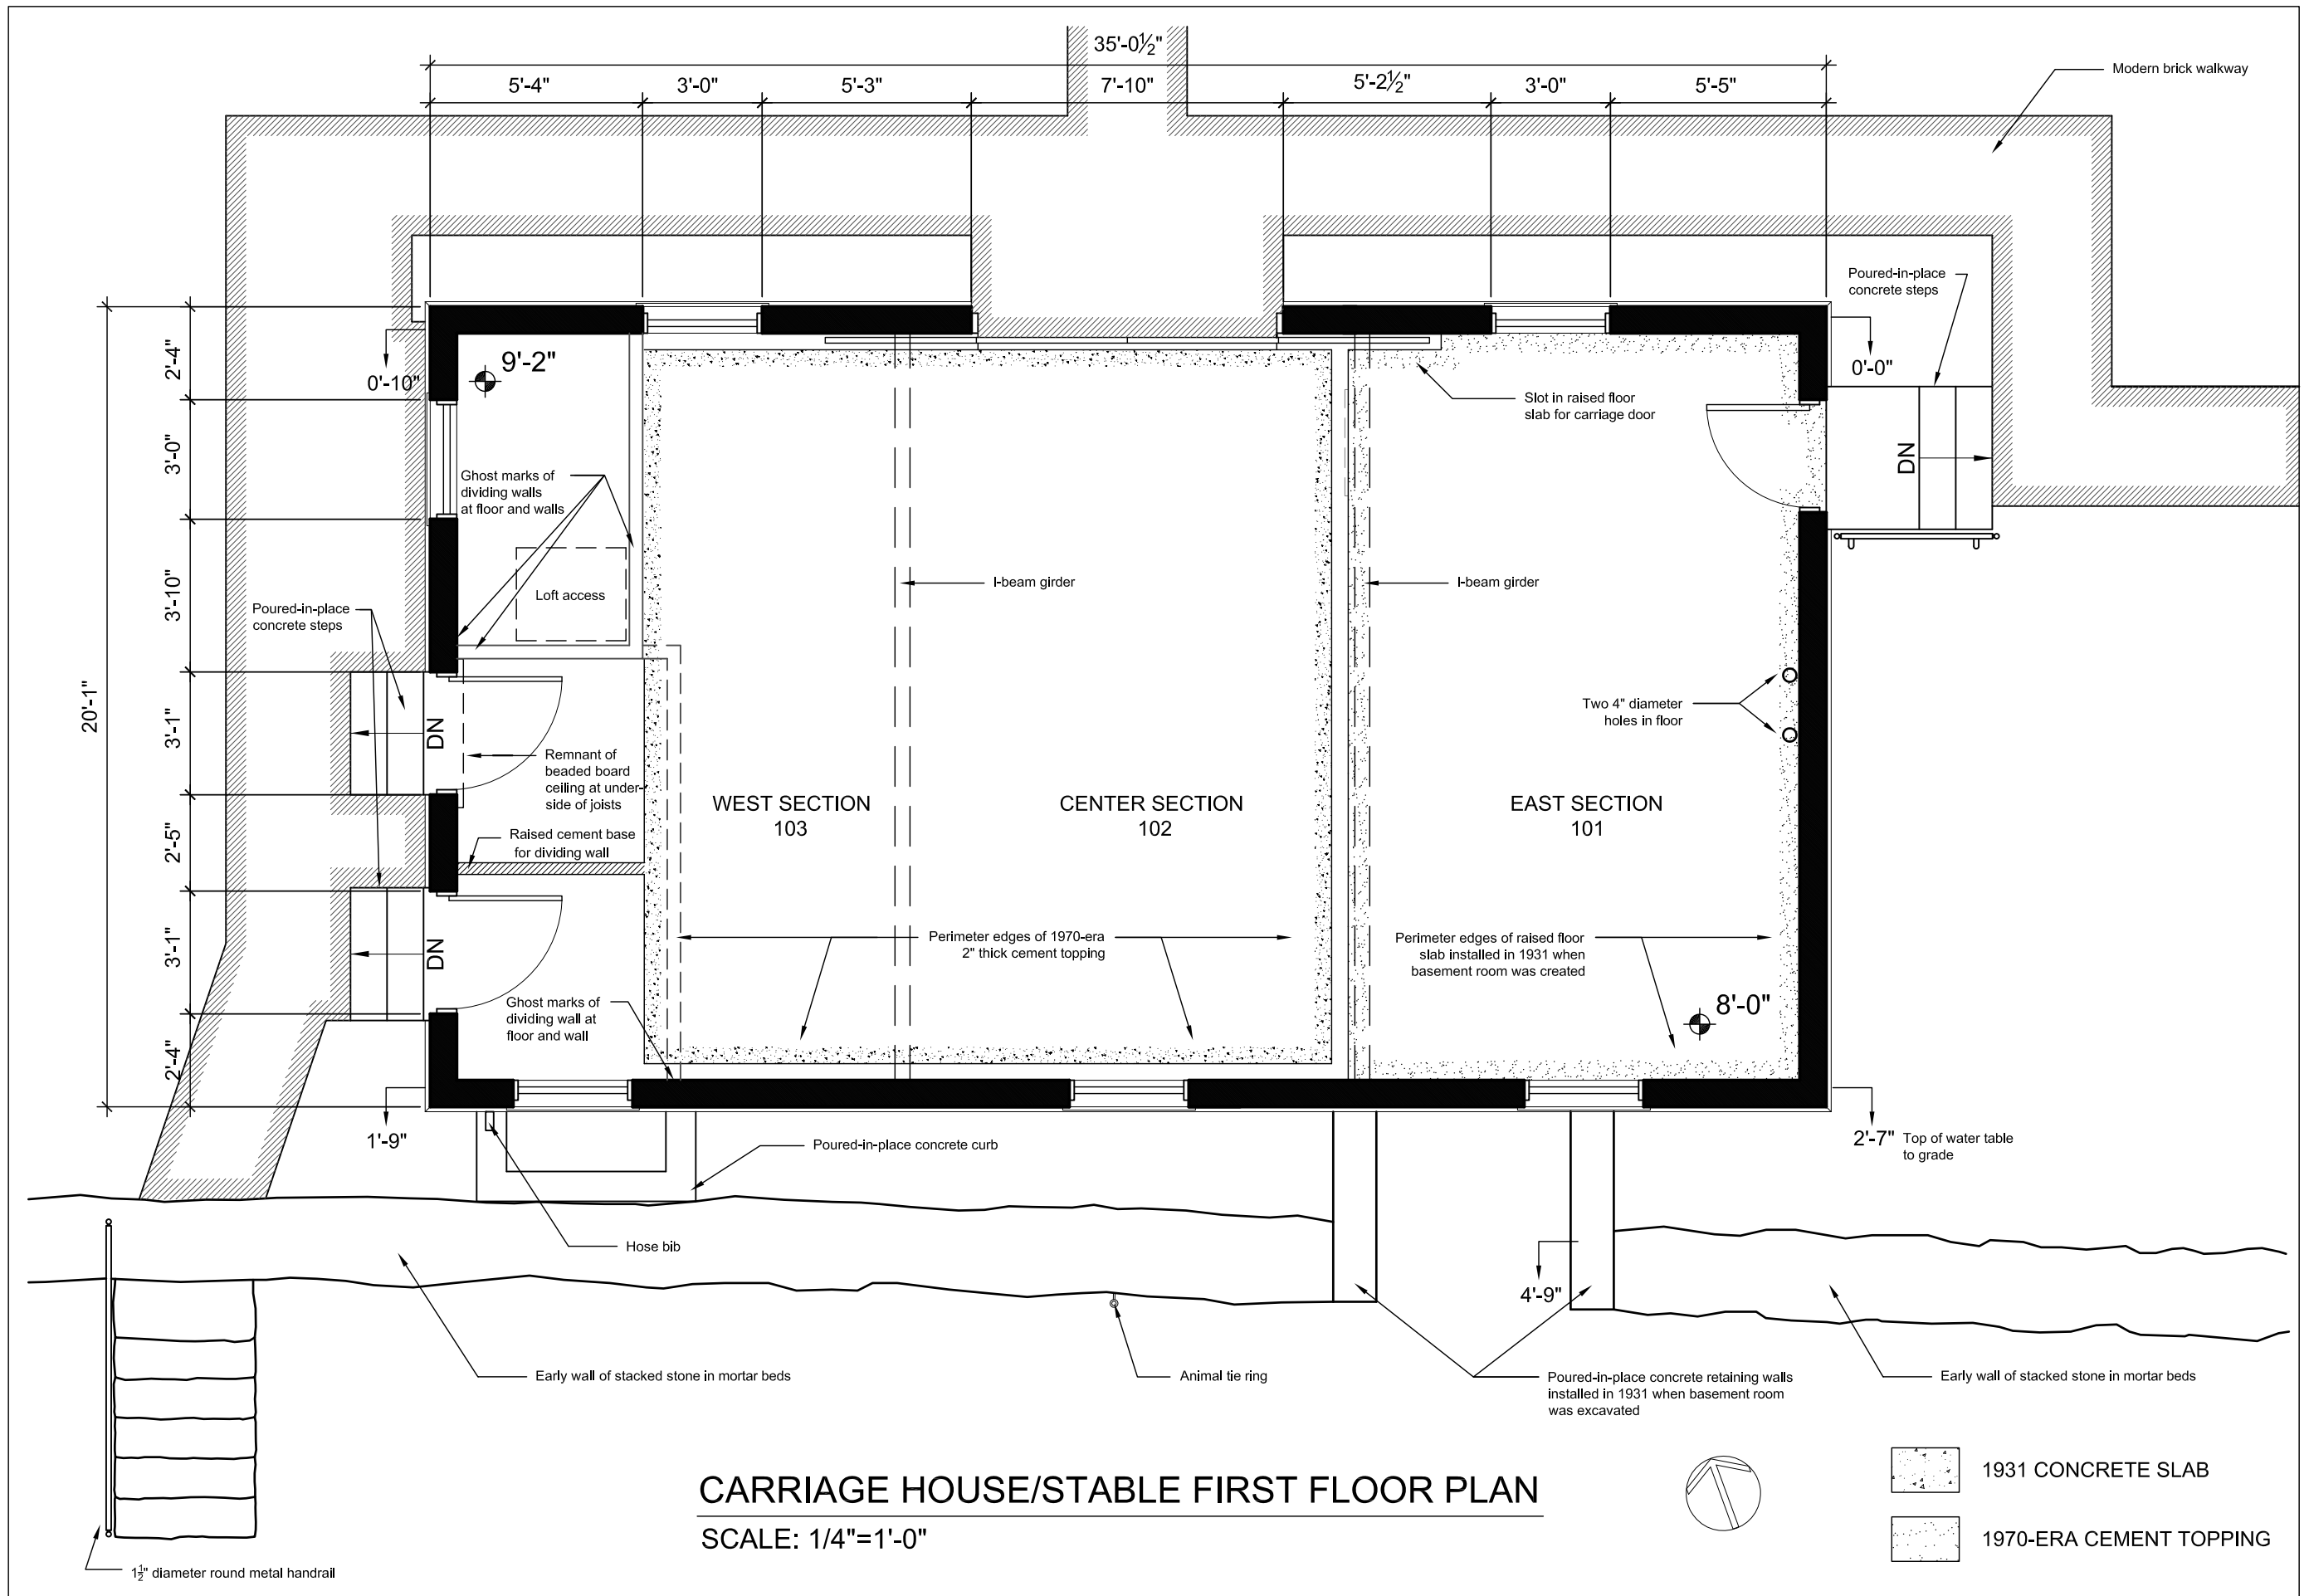 35'-0½"
5'-4"
3'-0"
5'-3"
7'-10"
5'-2½"
3'-0"
5'-5"
Modern brick walkway
Poured-in-place
concrete steps
20'-1"
2'-4"
3'-0"
3'-10"
3'-1"
2'-5"
3'-1"
2'-4"
0'-10"
9'-2"
0'-0"
Slot in raised floor
slab for carriage door
DN
Ghost marks of
dividing walls
at floor and walls
Loft access
I-beam girder
I-beam girder
Poured-in-place
concrete steps
DN
Remnant of
beaded board
ceiling at under-
side of joists
Two 4" diameter
holes in floor
WEST SECTION
103
CENTER SECTION
102
EAST SECTION
101
Raised cement base
for dividing wall
DN
Perimeter edges of 1970-era
2" thick cement topping
Perimeter edges of raised floor
slab installed in 1931 when
basement room was created
Ghost marks of
dividing wall at
floor and wall
8'-0"
1'-9"
2'-7"
Top of water table
to grade
Poured-in-place concrete curb
Hose bib
4'-9"
Early wall of stacked stone in mortar beds
Animal tie ring
Poured-in-place concrete retaining walls
installed in 1931 when basement room
was excavated
Early wall of stacked stone in mortar beds
CARRIAGE HOUSE/STABLE FIRST FLOOR PLAN
SCALE: 1/4"=1'-0"
1931 CONCRETE SLAB
1970-ERA CEMENT TOPPING
1½" diameter round metal handrail